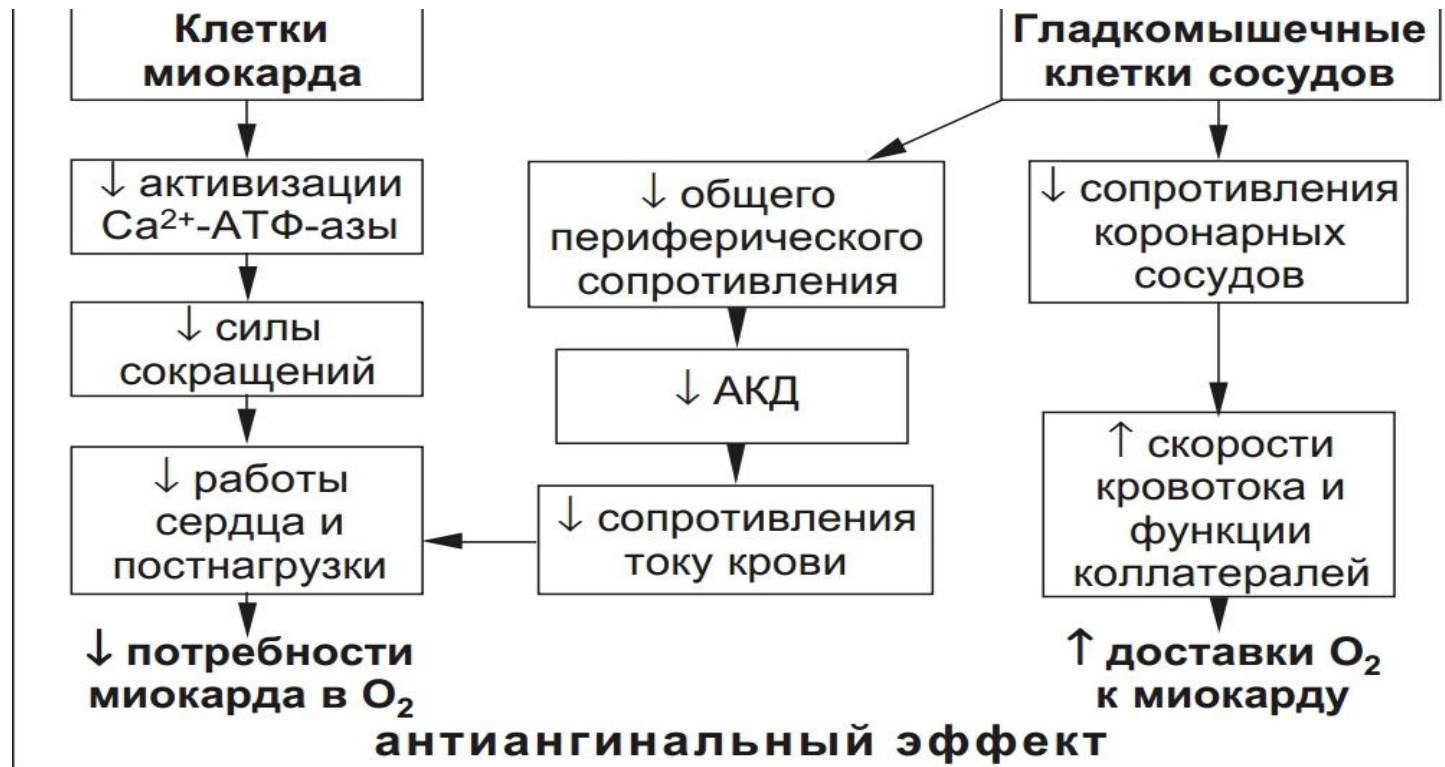 Клетки
миокарда
↓ активизации
Ca²⁺-АТФ-азы
↓ силы
сокращений
↓ работы
сердца и
постнагрузки
↓ потребности
миокарда в O₂
↓ общего
периферического
сопротивления
↓ АКД
↓ сопротивления
току крови
Гладкомышечные
клетки сосудов
↓ сопротивления
коронарных
сосудов
↑ скорости
кровотока и
функции
коллатералей
↑ доставки O₂
к миокарду
антиангинальный эффект